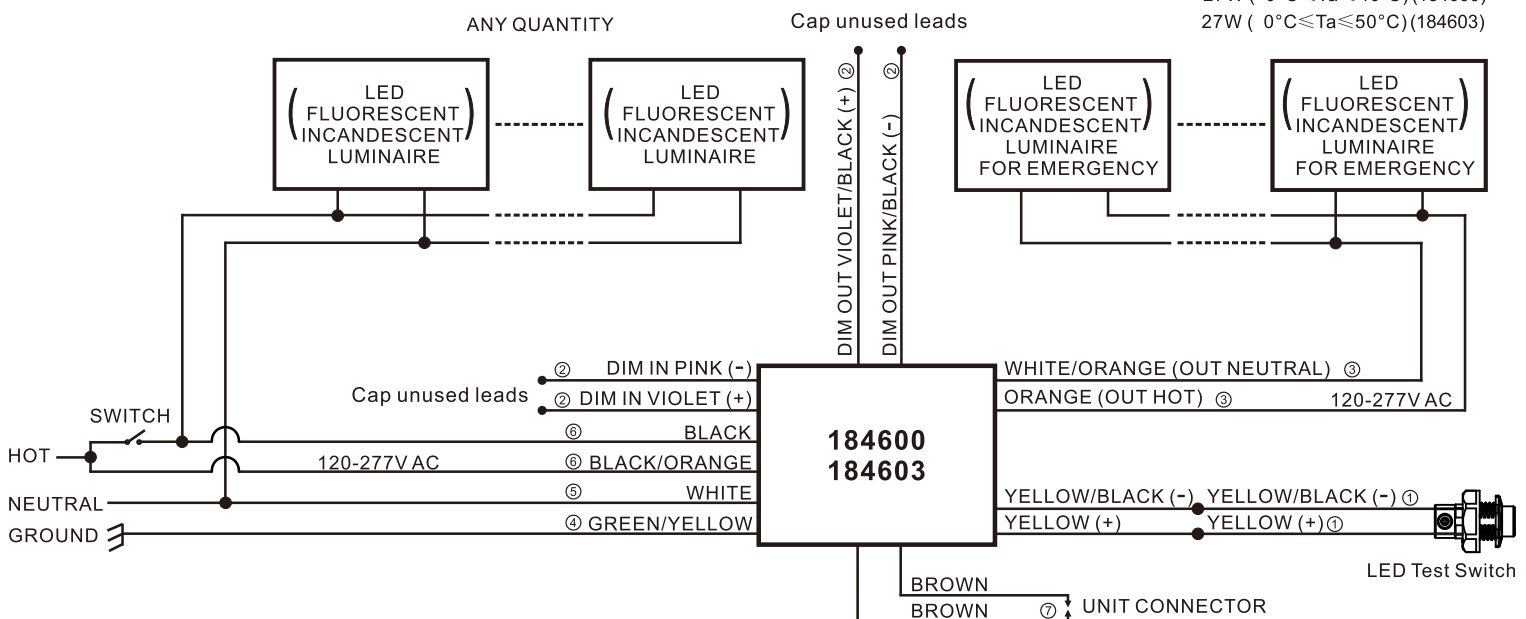 27W ( 0°C≤Ta≤50°C)(184603)
ANY QUANTITY
Cap unused leads
LED
FLUORESCENT
INCANDESCENT
LUMINAIRE
LED
FLUORESCENT
INCANDESCENT
LUMINAIRE
② DIM OUT VIOLET/BLACK (+)
② DIM OUT PINK/BLACK (-)
LED
FLUORESCENT
INCANDESCENT
LUMINAIRE
FOR EMERGENCY
LED
FLUORESCENT
INCANDESCENT
LUMINAIRE
FOR EMERGENCY
② DIM IN PINK (-)
Cap unused leads
② DIM IN VIOLET (+)
SWITCH
⑥ BLACK
HOT
120-277V AC
⑥ BLACK/ORANGE
NEUTRAL
⑤ WHITE
GROUND
④ GREEN/YELLOW
184600
184603
WHITE/ORANGE (OUT NEUTRAL) ③
ORANGE (OUT HOT) ③ 120-277V AC
YELLOW/BLACK (-) YELLOW/BLACK (-) ①
YELLOW (+) YELLOW (+)①
LED Test Switch
BROWN
BROWN ⑦ UNIT CONNECTOR